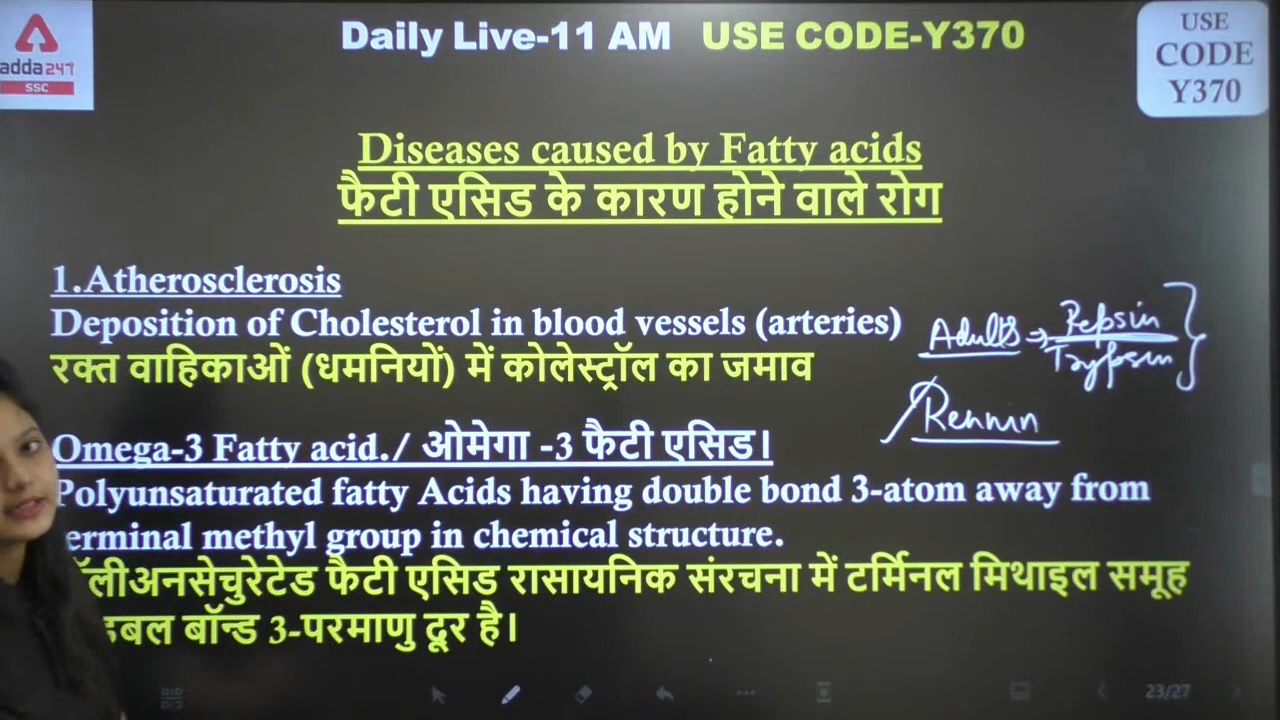 adda247
SSC
Daily Live-11 AM USE CODE-Y370
USE
CODE
Y370
Diseases caused by Fatty acids
फैटी एसिड के कारण होने वाले रोग
1.Atherosclerosis
Deposition of Cholesterol in blood vessels (arteries)
रक्त वाहिकाओं (धमनियों) में कोलेस्ट्रॉल का जमाव
Adults → Pepsin
Trypsin
Rennin
Omega-3 Fatty acid./ ओमेगा -3 फैटी एसिड।
Polyunsaturated fatty Acids having double bond 3-atom away from
erminal methyl group in chemical structure.
लीअनसेचुरेटेड फैटी एसिड रासायनिक संरचना में टर्मिनल मिथाइल समूह
बल बॉन्ड 3-परमाणु दूर है।
23/27